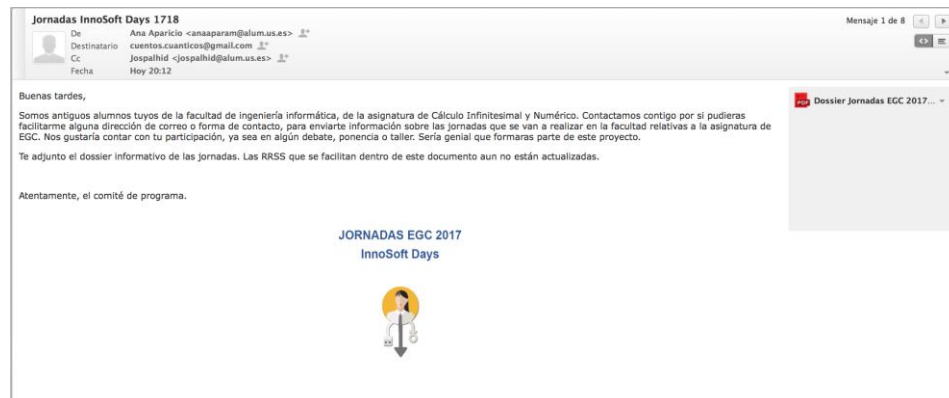 Jornadas InnoSoft Days 1718
Mensaje 1 de 8
De Ana Aparicio <anaaparam@alum.us.es>
Destinatario cuentos.cuanticos@gmail.com
Cc Jospalhid <jospalhid@alum.us.es>
Fecha Hoy 20:12
Buenas tardes,
PDF Dossier Jornadas EGC 2017...
Somos antiguos alumnos tuyos de la facultad de ingeniería informática, de la asignatura de Cálculo Infinitesimal y Numérico. Contactamos contigo por si pudieras
facilitarme alguna dirección de correo o forma de contacto, para enviarte información sobre las jornadas que se van a realizar en la facultad relativas a la asignatura de
EGC. Nos gustaría contar con tu participación, ya sea en algún debate, ponencia o taller. Sería genial que formaras parte de este proyecto.
Te adjunto el dossier informativo de las jornadas. Las RRSS que se facilitan dentro de este documento aun no están actualizadas.
Atentamente, el comité de programa.
JORNADAS EGC 2017
InnoSoft Days